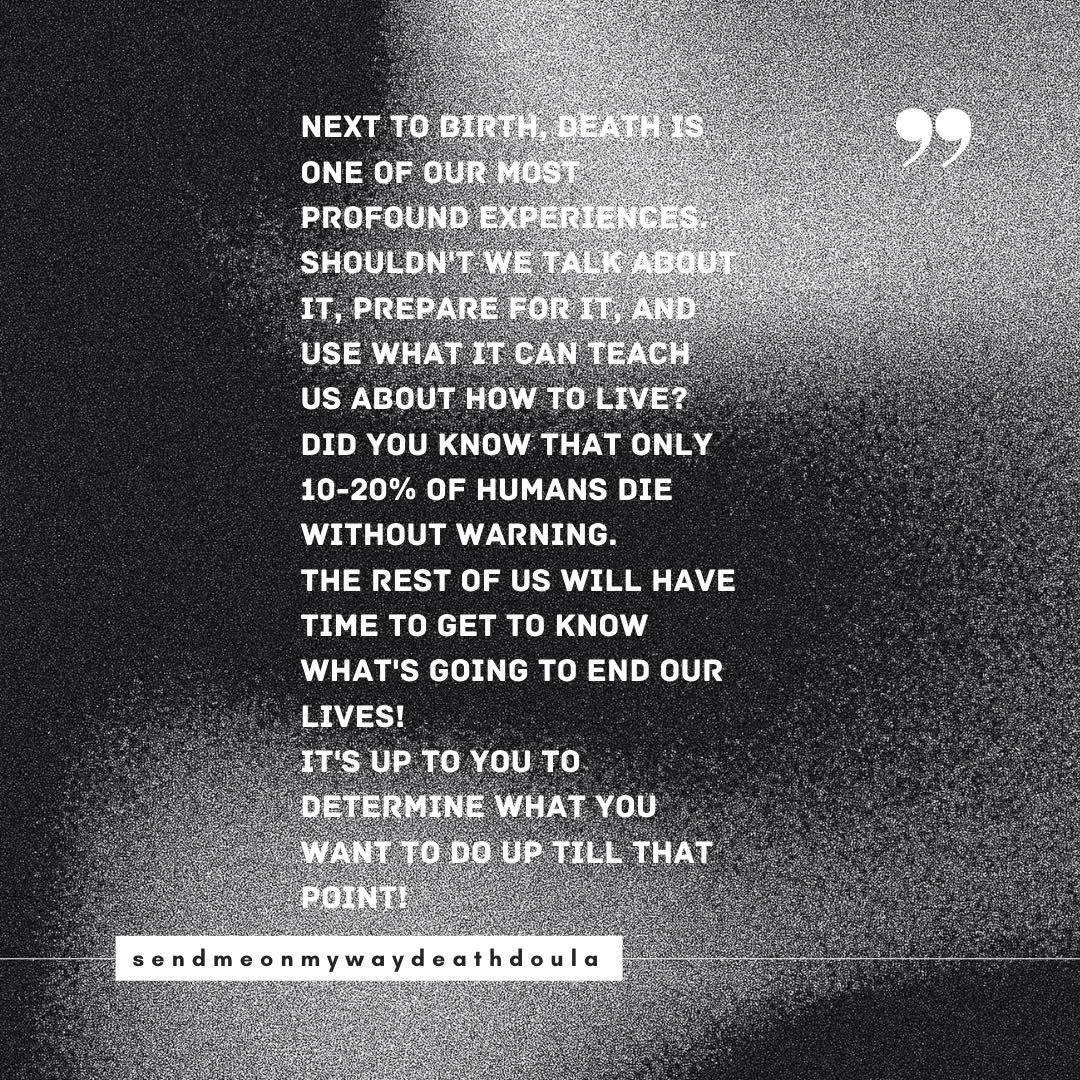 NEXT TO BIRTH, DEATH IS
ONE OF OUR MOST
PROFOUND EXPERIENCES.
SHOULDN'T WE TALK ABOUT
IT, PREPARE FOR IT, AND
USE WHAT IT CAN TEACH
US ABOUT HOW TO LIVE?
DID YOU KNOW THAT ONLY
10-20% OF HUMANS DIE
WITHOUT WARNING.
THE REST OF US WILL HAVE
TIME TO GET TO KNOW
WHAT'S GOING TO END OUR
LIVES!
IT'S UP TO YOU TO
DETERMINE WHAT YOU
WANT TO DO UP TILL THAT
POINT!
”
sendmeonmywaydeathdoula